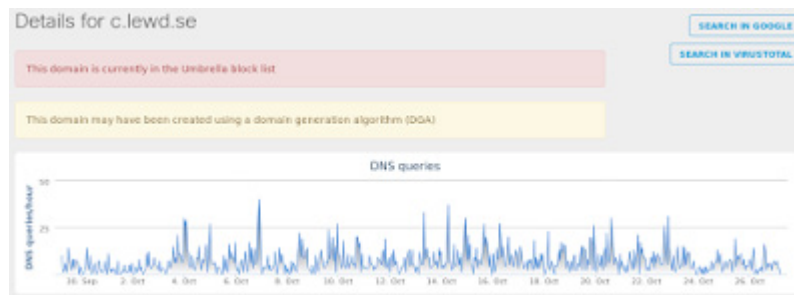 Details for c.lewd.se
SEARCH IN GOOGLE
SEARCH IN VIRUSTOTAL
This domain is currently in the Umbrella block list
This domain may have been created using a domain generation algorithm (DGA)
DNS queries
DNS queries/hour
50
25
30. Sep 2. Oct 4. Oct 6. Oct 8. Oct 10. Oct 12. Oct 14. Oct 16. Oct 18. Oct 20. Oct 22. Oct 24. Oct 26. Oct